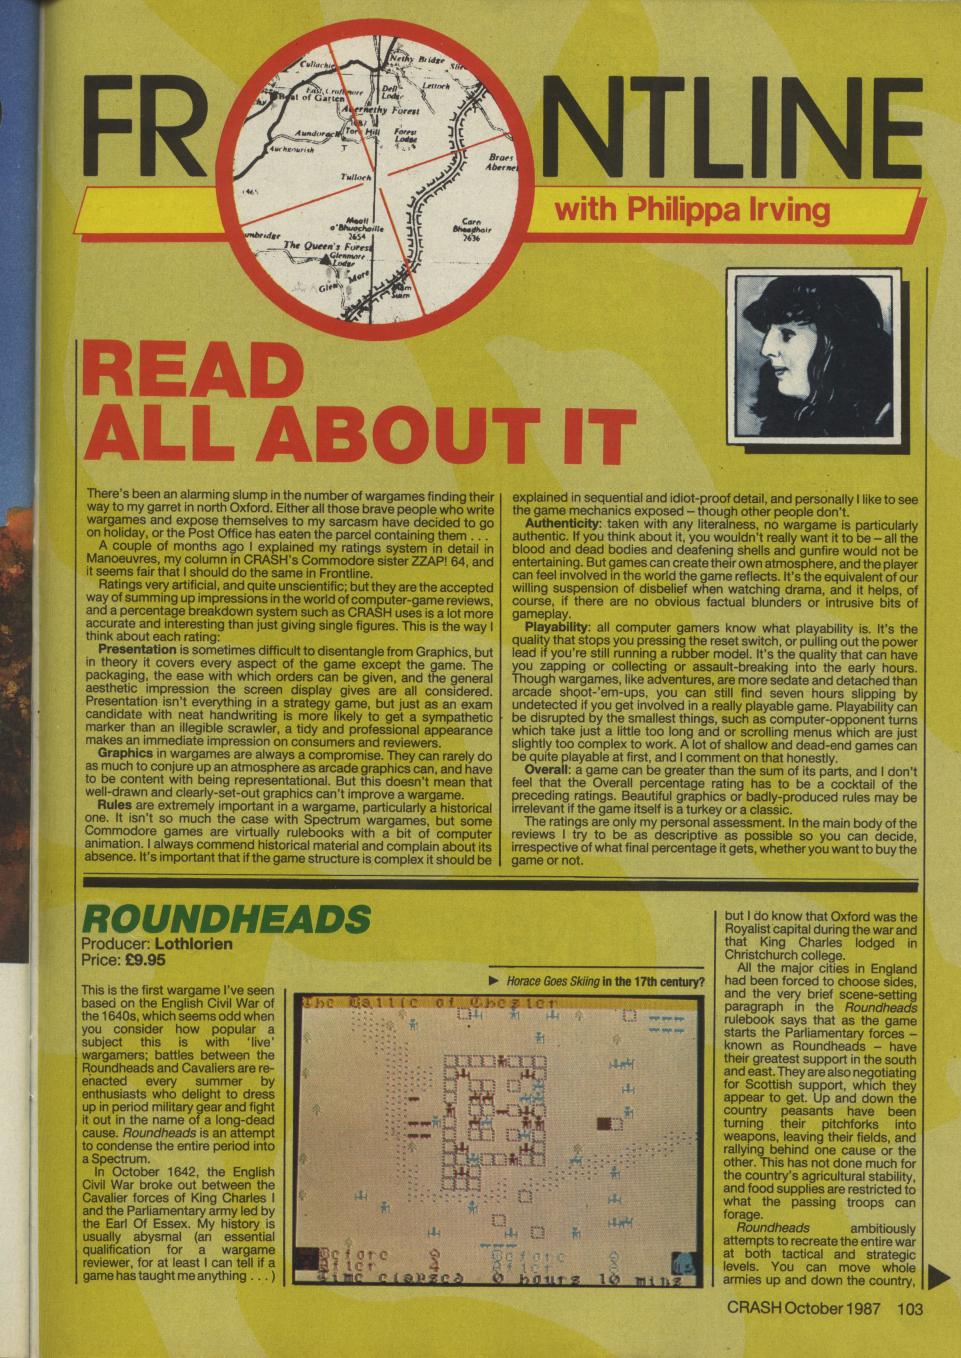 FRONTLINE
with Philippa Irving
Cullachie
Nethy Bridge
East Croftmore
Boat of Garten
Dell
Lodge
Lettoch
Abernethy Forest
Aundorach
Tore Hill
Forest
Lodge
Auchgourish
Tulloch
Braes
Aberne
Meall
a'Bhuachaille
2654
Carn
Bheadhair
2636
mbridge
The Queen's Forest
Glenmore
Lodge
Glen More
READ
ALL ABOUT IT
There's been an alarming slump in the number of wargames finding their
way to my garret in north Oxford. Either all those brave people who write
wargames and expose themselves to my sarcasm have decided to go
on holiday, or the Post Office has eaten the parcel containing them . . .
A couple of months ago I explained my ratings system in detail in
Manoeuvres, my column in CRASH's Commodore sister ZZAP! 64, and
it seems fair that I should do the same in Frontline.
Ratings very artificial, and quite unscientific; but they are the accepted
way of summing up impressions in the world of computer-game reviews,
and a percentage breakdown system such as CRASH uses is a lot more
accurate and interesting than just giving single figures. This is the way I
think about each rating:
Presentation is sometimes difficult to disentangle from Graphics, but
in theory it covers every aspect of the game except the game. The
packaging, the ease with which orders can be given, and the general
aesthetic impression the screen display gives are all considered.
Presentation isn't everything in a strategy game, but just as an exam
candidate with neat handwriting is more likely to get a sympathetic
marker than an illegible scrawler, a tidy and professional appearance
makes an immediate impression on consumers and reviewers.
Graphics in wargames are always a compromise. They can rarely do
as much to conjure up an atmosphere as arcade graphics can, and have
to be content with being representational. But this doesn't mean that
well-drawn and clearly-set-out graphics can't improve a wargame.
Rules are extremely important in a wargame, particularly a historical
one. It isn't so much the case with Spectrum wargames, but some
Commodore games are virtually rulebooks with a bit of computer
animation. I always commend historical material and complain about its
absence. It's important that if the game structure is complex it should be
explained in sequential and idiot-proof detail, and personally I like to see
the game mechanics exposed – though other people don't.
Authenticity: taken with any literalness, no wargame is particularly
authentic. If you think about it, you wouldn't really want it to be – all the
blood and dead bodies and deafening shells and gunfire would not be
entertaining. But games can create their own atmosphere, and the player
can feel involved in the world the game reflects. It's the equivalent of our
willing suspension of disbelief when watching drama, and it helps, of
course, if there are no obvious factual blunders or intrusive bits of
gameplay.
Playability: all computer gamers know what playability is. It's the
quality that stops you pressing the reset switch, or pulling out the power
lead if you're still running a rubber model. It's the quality that can have
you zapping or collecting or assault-breaking into the early hours.
Though wargames, like adventures, are more sedate and detached than
arcade shoot-'em-ups, you can still find seven hours slipping by
undetected if you get involved in a really playable game. Playability can
be disrupted by the smallest things, such as computer-opponent turns
which take just a little too long and or scrolling menus which are just
slightly too complex to work. A lot of shallow and dead-end games can
be quite playable at first, and I comment on that honestly.
Overall: a game can be greater than the sum of its parts, and I don't
feel that the Overall percentage rating has to be a cocktail of the
preceding ratings. Beautiful graphics or badly-produced rules may be
irrelevant if the game itself is a turkey or a classic.
The ratings are only my personal assessment. In the main body of the
reviews I try to be as descriptive as possible so you can decide,
irrespective of what final percentage it gets, whether you want to buy the
game or not.
ROUNDHEADS
Producer: Lothlorien
Price: £9.95
This is the first wargame I've seen
based on the English Civil War of
the 1640s, which seems odd when
you consider how popular a
subject this is with 'live'
wargamers; battles between the
Roundheads and Cavaliers are re-
enacted every summer by
enthusiasts who delight to dress
up in period military gear and fight
it out in the name of a long-dead
cause. Roundheads is an attempt
to condense the entire period into
a Spectrum.
In October 1642, the English
Civil War broke out between the
Cavalier forces of King Charles I
and the Parliamentary army led by
the Earl Of Essex. My history is
usually abysmal (an essential
qualification for a wargame
reviewer, for at least I can tell if a
game has taught me anything . . .)
► Horace Goes Skiing in the 17th century?
The Battle of Chester
Before
After 4
Before
After
Time elapsed 0 hours 10 mins
but I do know that Oxford was the
Royalist capital during the war and
that King Charles lodged in
Christchurch college.
All the major cities in England
had been forced to choose sides,
and the very brief scene-setting
paragraph in the Roundheads
rulebook says that as the game
starts the Parliamentary forces –
known as Roundheads – have
their greatest support in the south
and east. They are also negotiating
for Scottish support, which they
appear to get. Up and down the
country peasants have been
turning their pitchforks into
weapons, leaving their fields, and
rallying behind one cause or the
other. This has not done much for
the country's agricultural stability,
and food supplies are restricted to
what the passing troops can
forage.
Roundheads ambitiously
attempts to recreate the entire war
at both tactical and strategic
levels. You can move whole
armies up and down the country,
CRASH October 1987 103